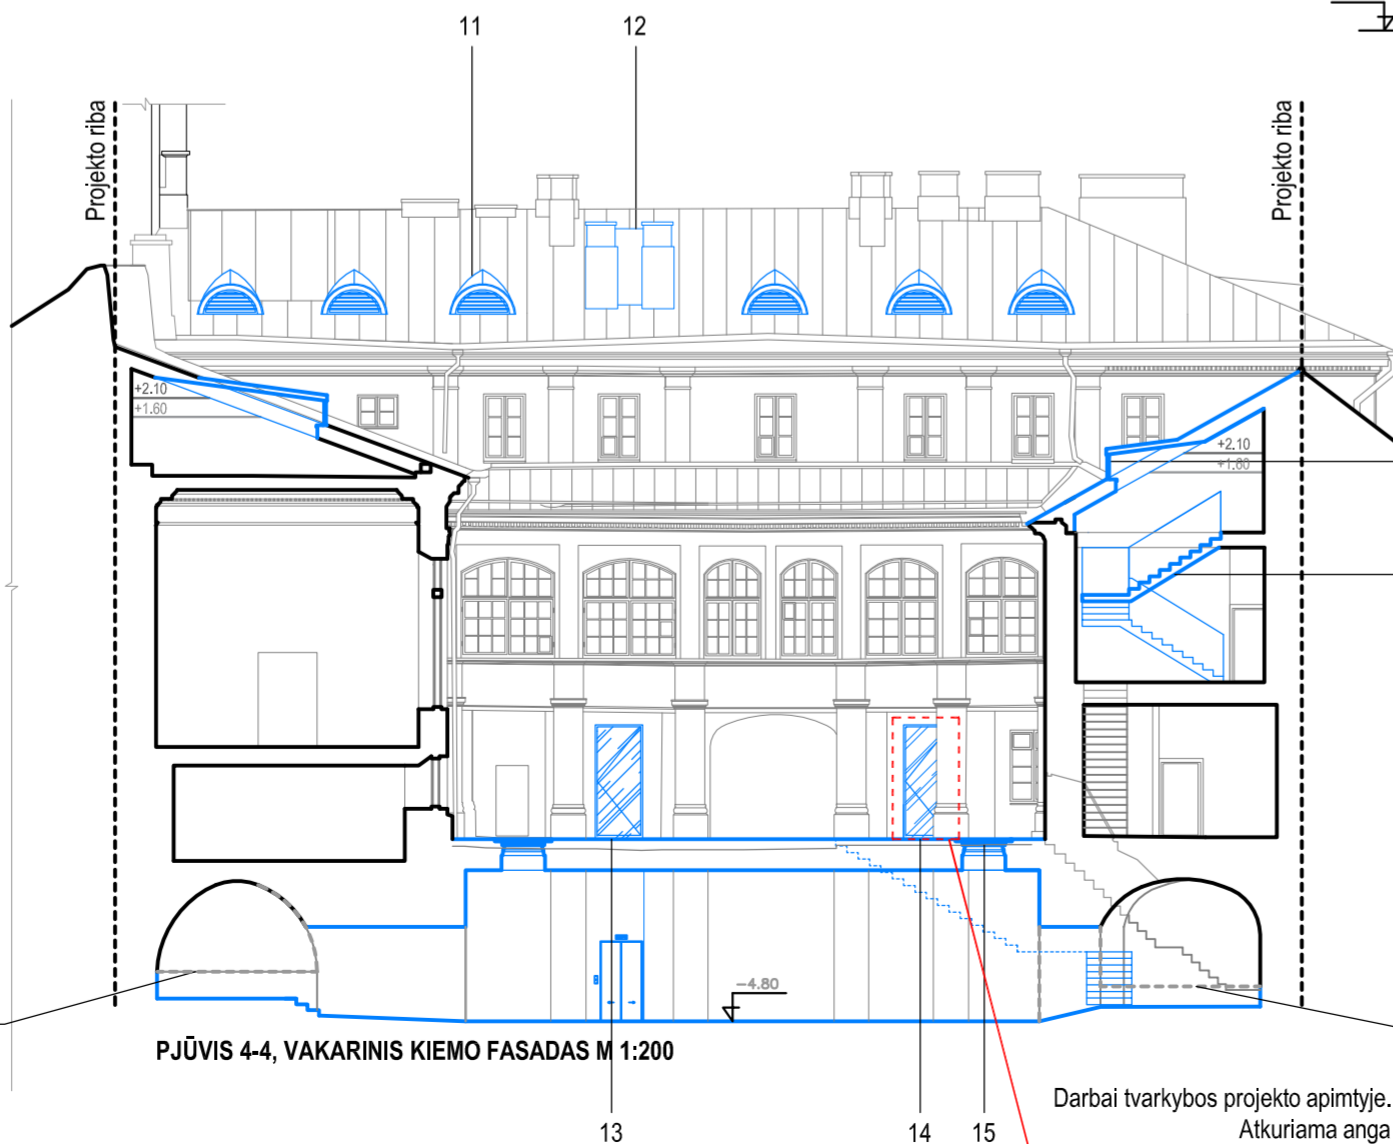 11
12
Projekto riba
Projekto riba
+2.10
+1.60
+2.10
+1.60
-4.80
PJŪVIS 4-4, VAKARINIS KIEMO FASADAS M 1:200
13
14
15
Darbai tvarkybos projekto apimtyje.
Atkuriama anga